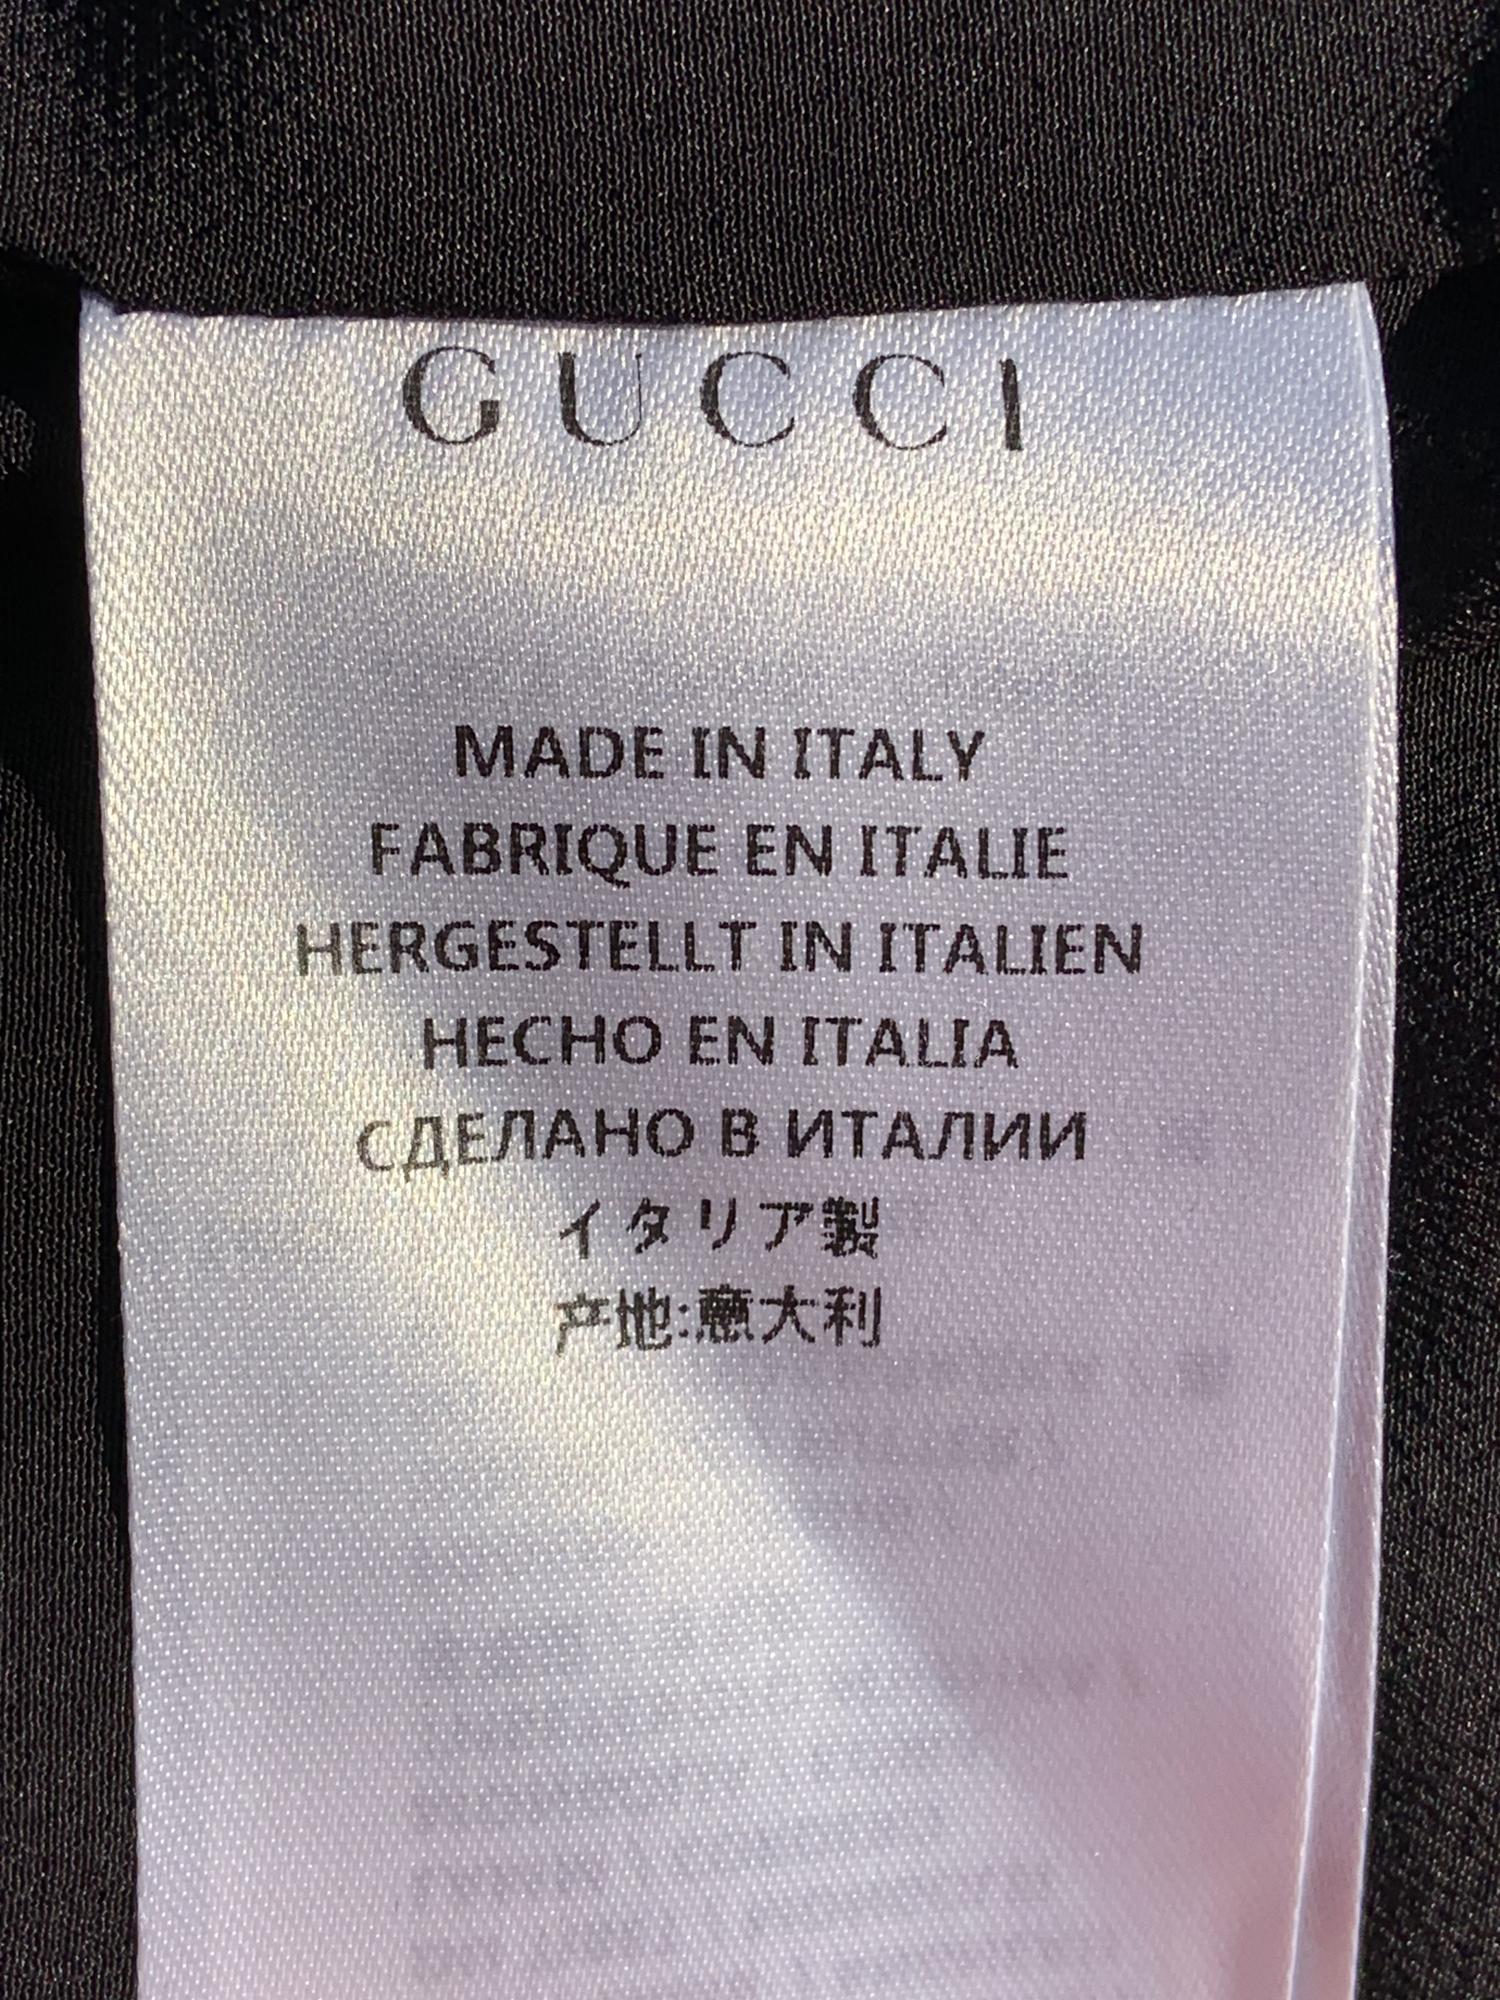 GUCCI
MADE IN ITALY
FABRIQUE EN ITALIE
HERGESTELLT IN ITALIEN
HECHO EN ITALIA
СДЕЛАНО В ИТАЛИИ
イタリア製
产地:意大利